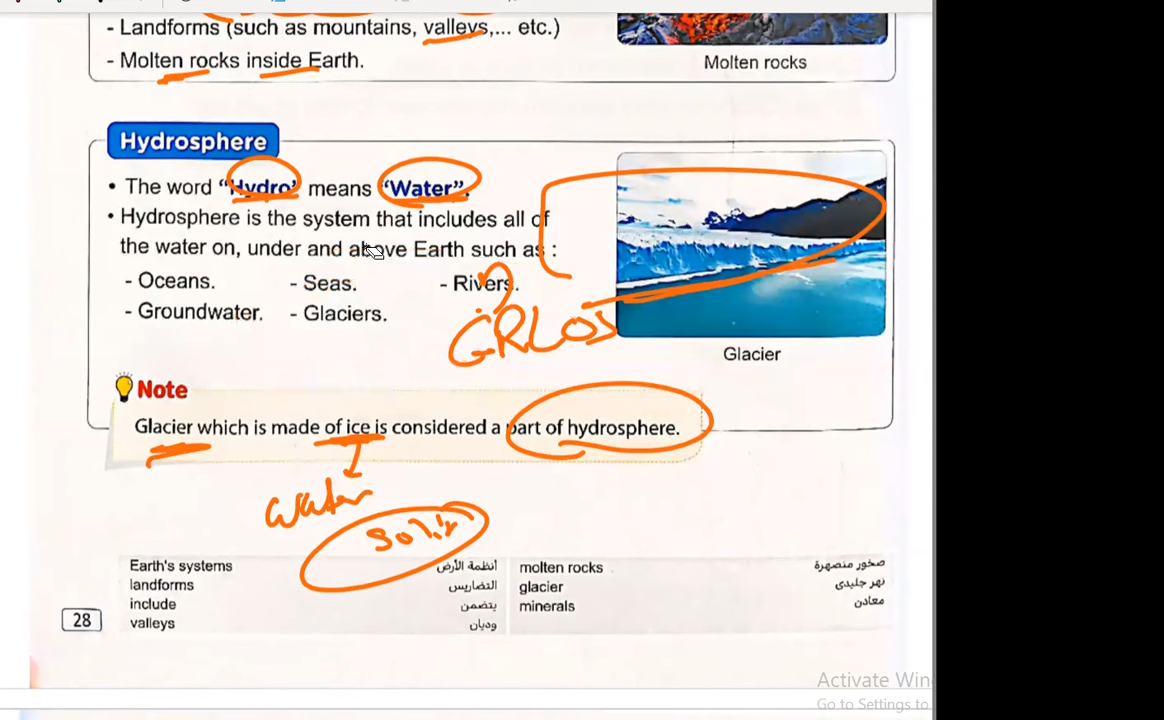 - Landforms (such as mountains, valleys,... etc.)
- Molten rocks inside Earth.
Molten rocks
Hydrosphere
• The word "Hydro" means "Water".
• Hydrosphere is the system that includes all of
the water on, under and above Earth such as :
- Oceans. - Seas. - Rivers.
- Groundwater. - Glaciers.
GRLOS
Glacier
Note
Glacier which is made of ice is considered a part of hydrosphere.
water
Earth's systems أنظمة الأرض molten rocks صخور منصهرة
landforms التضاريس glacier نهر جليدى
include يتضمن minerals معادن
valleys وديان
28
Activate Win
Go to Settings to